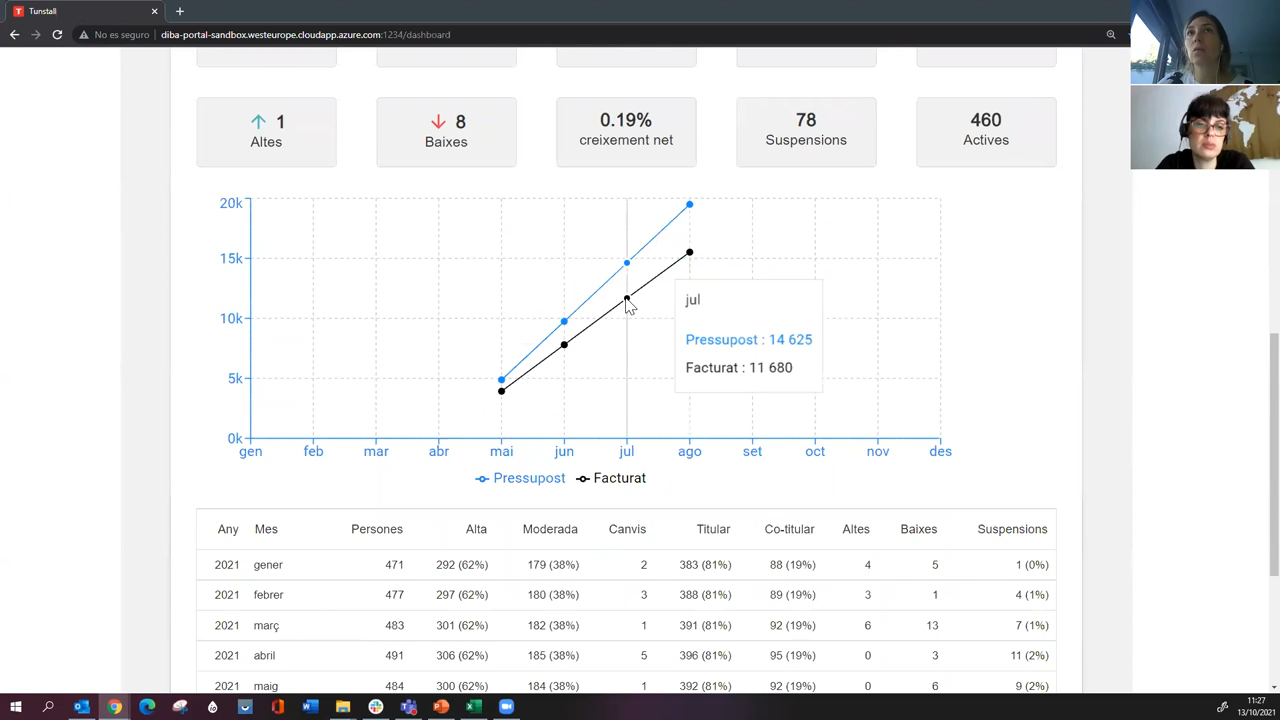 Tunstall
No es seguro
diba-portal-sandbox.westeurope.cloudapp.azure.com:1234/dashboard
1
Altes
8
Baixes
0.19%
creixement net
78
Suspensions
460
Actives
20k
15k
10k
5k
0k
gen feb mar abr mai jun jul ago set oct nov des
jul
Pressupost : 14 625
Facturat : 11 680
Pressupost Facturat
Any Mes Persones Alta Moderada Canvis Titular Co-titular Altes Baixes Suspensions
2021 gener 471 292 (62%) 179 (38%) 2 383 (81%) 88 (19%) 4 5 1 (0%)
2021 febrer 477 297 (62%) 180 (38%) 3 388 (81%) 89 (19%) 3 1 4 (1%)
2021 març 483 301 (62%) 182 (38%) 1 391 (81%) 92 (19%) 6 13 7 (1%)
2021 abril 491 306 (62%) 185 (38%) 5 396 (81%) 95 (19%) 0 3 11 (2%)
2021 maig 484 300 (62%) 184 (38%) 1 392 (81%) 92 (19%) 0 6 9 (2%)
11:27
13/10/2021